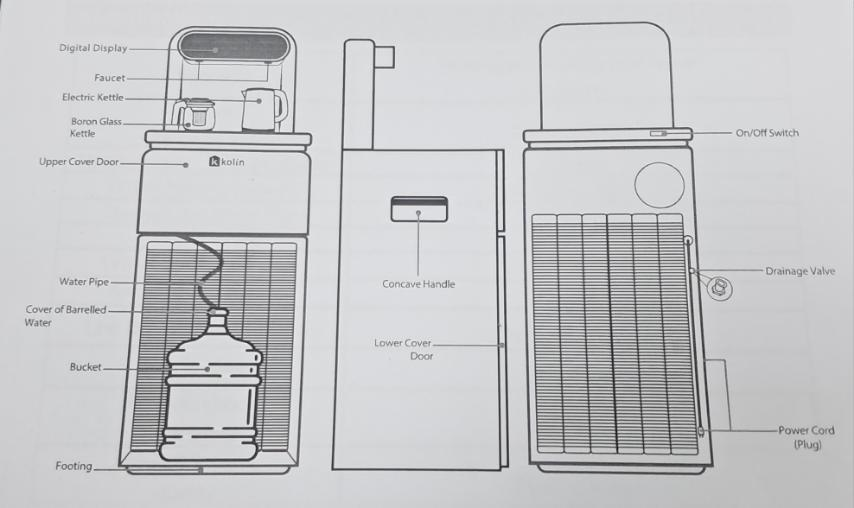 Digital Display
Faucet
Electric Kettle
Boron Glass
Kettle
Upper Cover Door
kolin
Water Pipe
Cover of Barrelled
Water
Bucket
Footing
Concave Handle
Lower Cover
Door
On/Off Switch
Drainage Valve
Power Cord
(Plug)